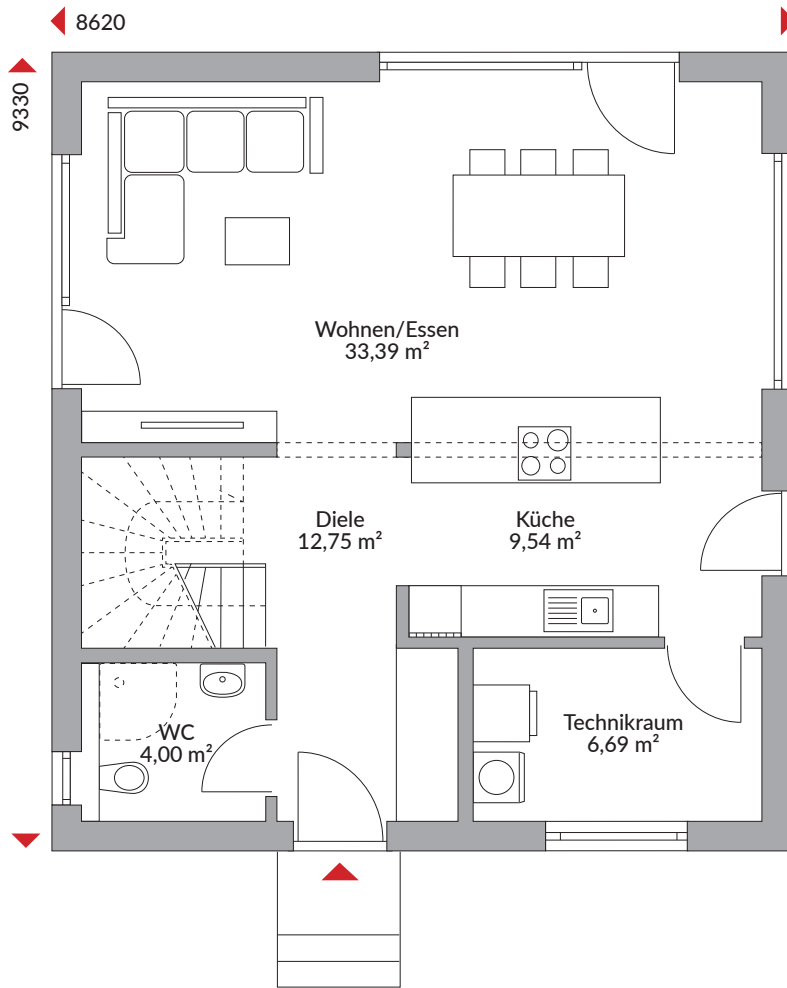 8620
9330
Wohnen/Essen
33,39 m²
Diele
12,75 m²
Küche
9,54 m²
WC
4,00 m²
Technikraum
6,69 m²